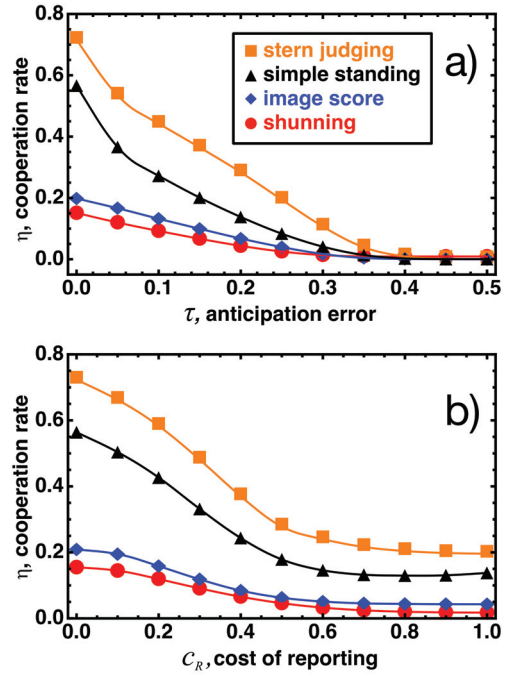 0.8
a)
stern judging
simple standing
image score
shunning
0.6
0.4
0.2
0.0
η, cooperation rate
0.0 0.1 0.2 0.3 0.4 0.5
τ, anticipation error
0.8
b)
0.6
0.4
0.2
0.0
η, cooperation rate
0.0 0.2 0.4 0.6 0.8 1.0
c_R, cost of reporting